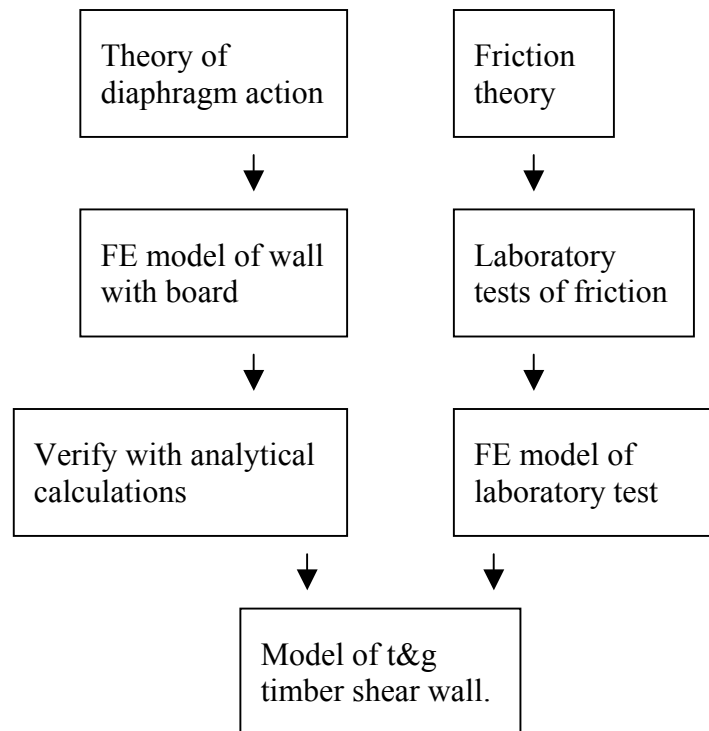 Theory of
diaphragm action
Friction
theory
FE model of wall
with board
Laboratory
tests of friction
Verify with analytical
calculations
FE model of
laboratory test
Model of t&g
timber shear wall.